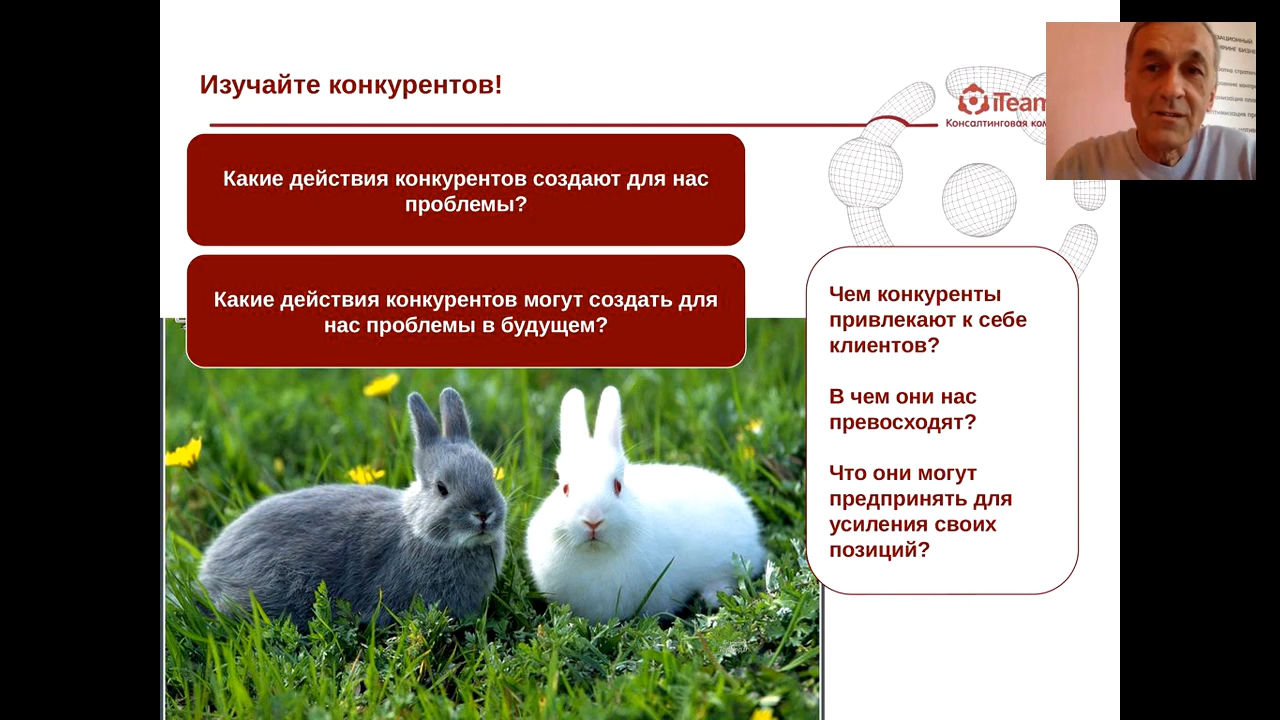 Изучайте конкурентов!
iTeam
Консалтинговая
Какие действия конкурентов создают для нас
проблемы?
Какие действия конкурентов могут создать для
нас проблемы в будущем?
Чем конкуренты
привлекают к себе
клиентов?
В чем они нас
превосходят?
Что они могут
предпринять для
усиления своих
позиций?